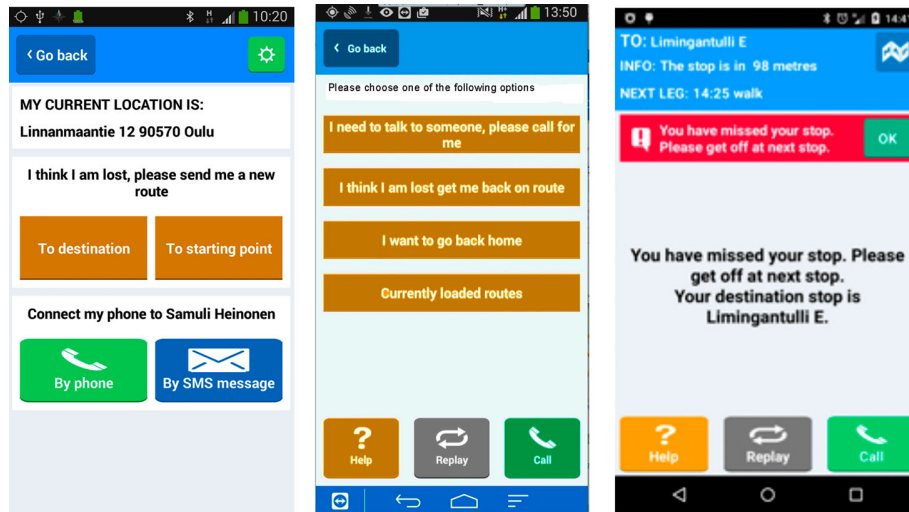 10:20
Go back
MY CURRENT LOCATION IS:
Linnanmaantie 12 90570 Oulu
I think I am lost, please send me a new
route
To destination
To starting point
Connect my phone to Samuli Heinonen
By phone
By SMS message
13:50
Go back
Please choose one of the following options
I need to talk to someone, please call for
me
I think I am lost get me back on route
I want to go back home
Currently loaded routes
Help
Replay
Call
14:4
TO: Limingantulli E
INFO: The stop is in 98 metres
NEXT LEG: 14:25 walk
You have missed your stop.
Please get off at next stop.
OK
You have missed your stop. Please
get off at next stop.
Your destination stop is
Limingantulli E.
Help
Replay
Call